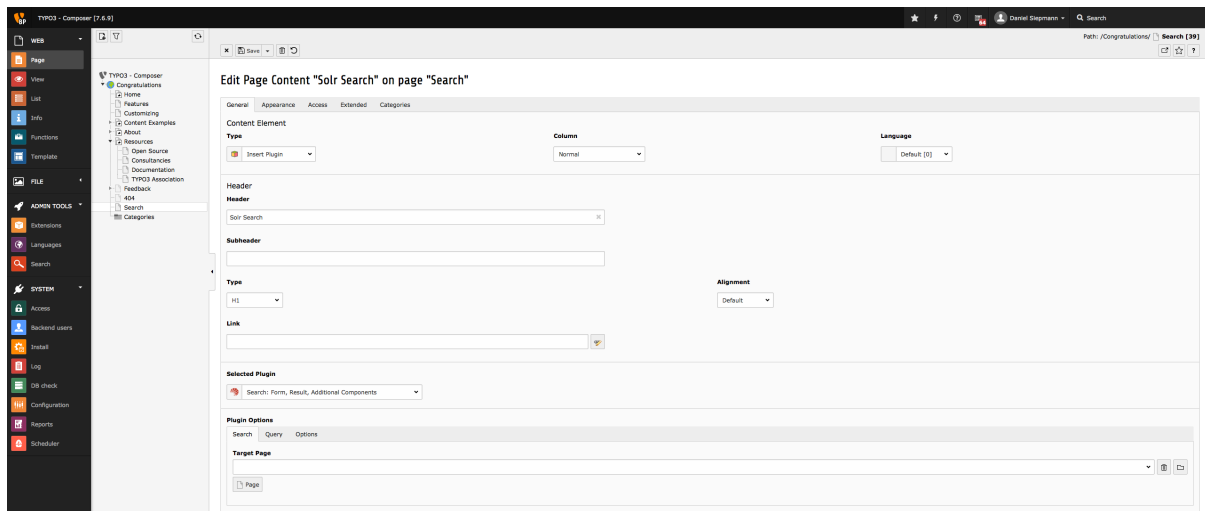 TYPO3 - Composer [7.6.9]
64
Daniel Siepmann
Search
WEB
Page
View
List
Info
Functions
Template
FILE
ADMIN TOOLS
Extensions
Languages
Search
SYSTEM
Access
Backend users
Install
Log
DB check
Configuration
Reports
Scheduler
TYPO3 - Composer
Congratulations
Home
Features
Customizing
Content Examples
About
Resources
Open Source
Consultancies
Documentation
TYPO3 Association
Feedback
404
Search
Categories
Path: /Congratulations/ Search [39]
Save
Edit Page Content "Solr Search" on page "Search"
General Appearance Access Extended Categories
Content Element
Type Column Language
Insert Plugin Normal Default [0]
Header
Header
Solr Search
Subheader
Type Alignment
H1 Default
Link
Selected Plugin
Search: Form, Result, Additional Components
Plugin Options
Search Query Options
Target Page
Page